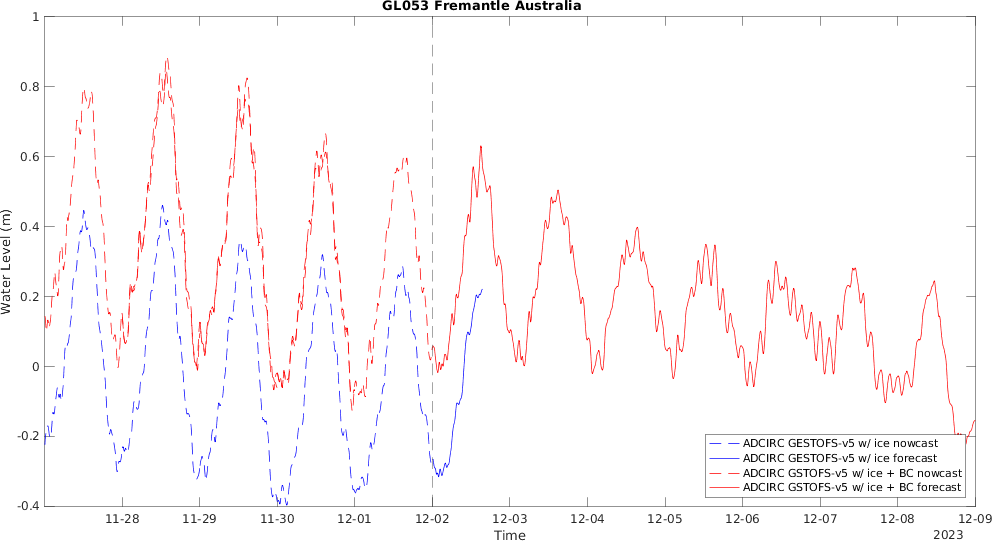 GL053 Fremantle Australia
Water Level (m)
1
0.8
0.6
0.4
0.2
0
-0.2
-0.4
11-28 11-29 11-30 12-01 12-02 12-03 12-04 12-05 12-06 12-07 12-08 12-09
Time
2023
ADCIRC GESTOFS-v5 w/ ice nowcast
ADCIRC GESTOFS-v5 w/ ice forecast
ADCIRC GSTOFS-v5 w/ ice + BC nowcast
ADCIRC GSTOFS-v5 w/ ice + BC forecast